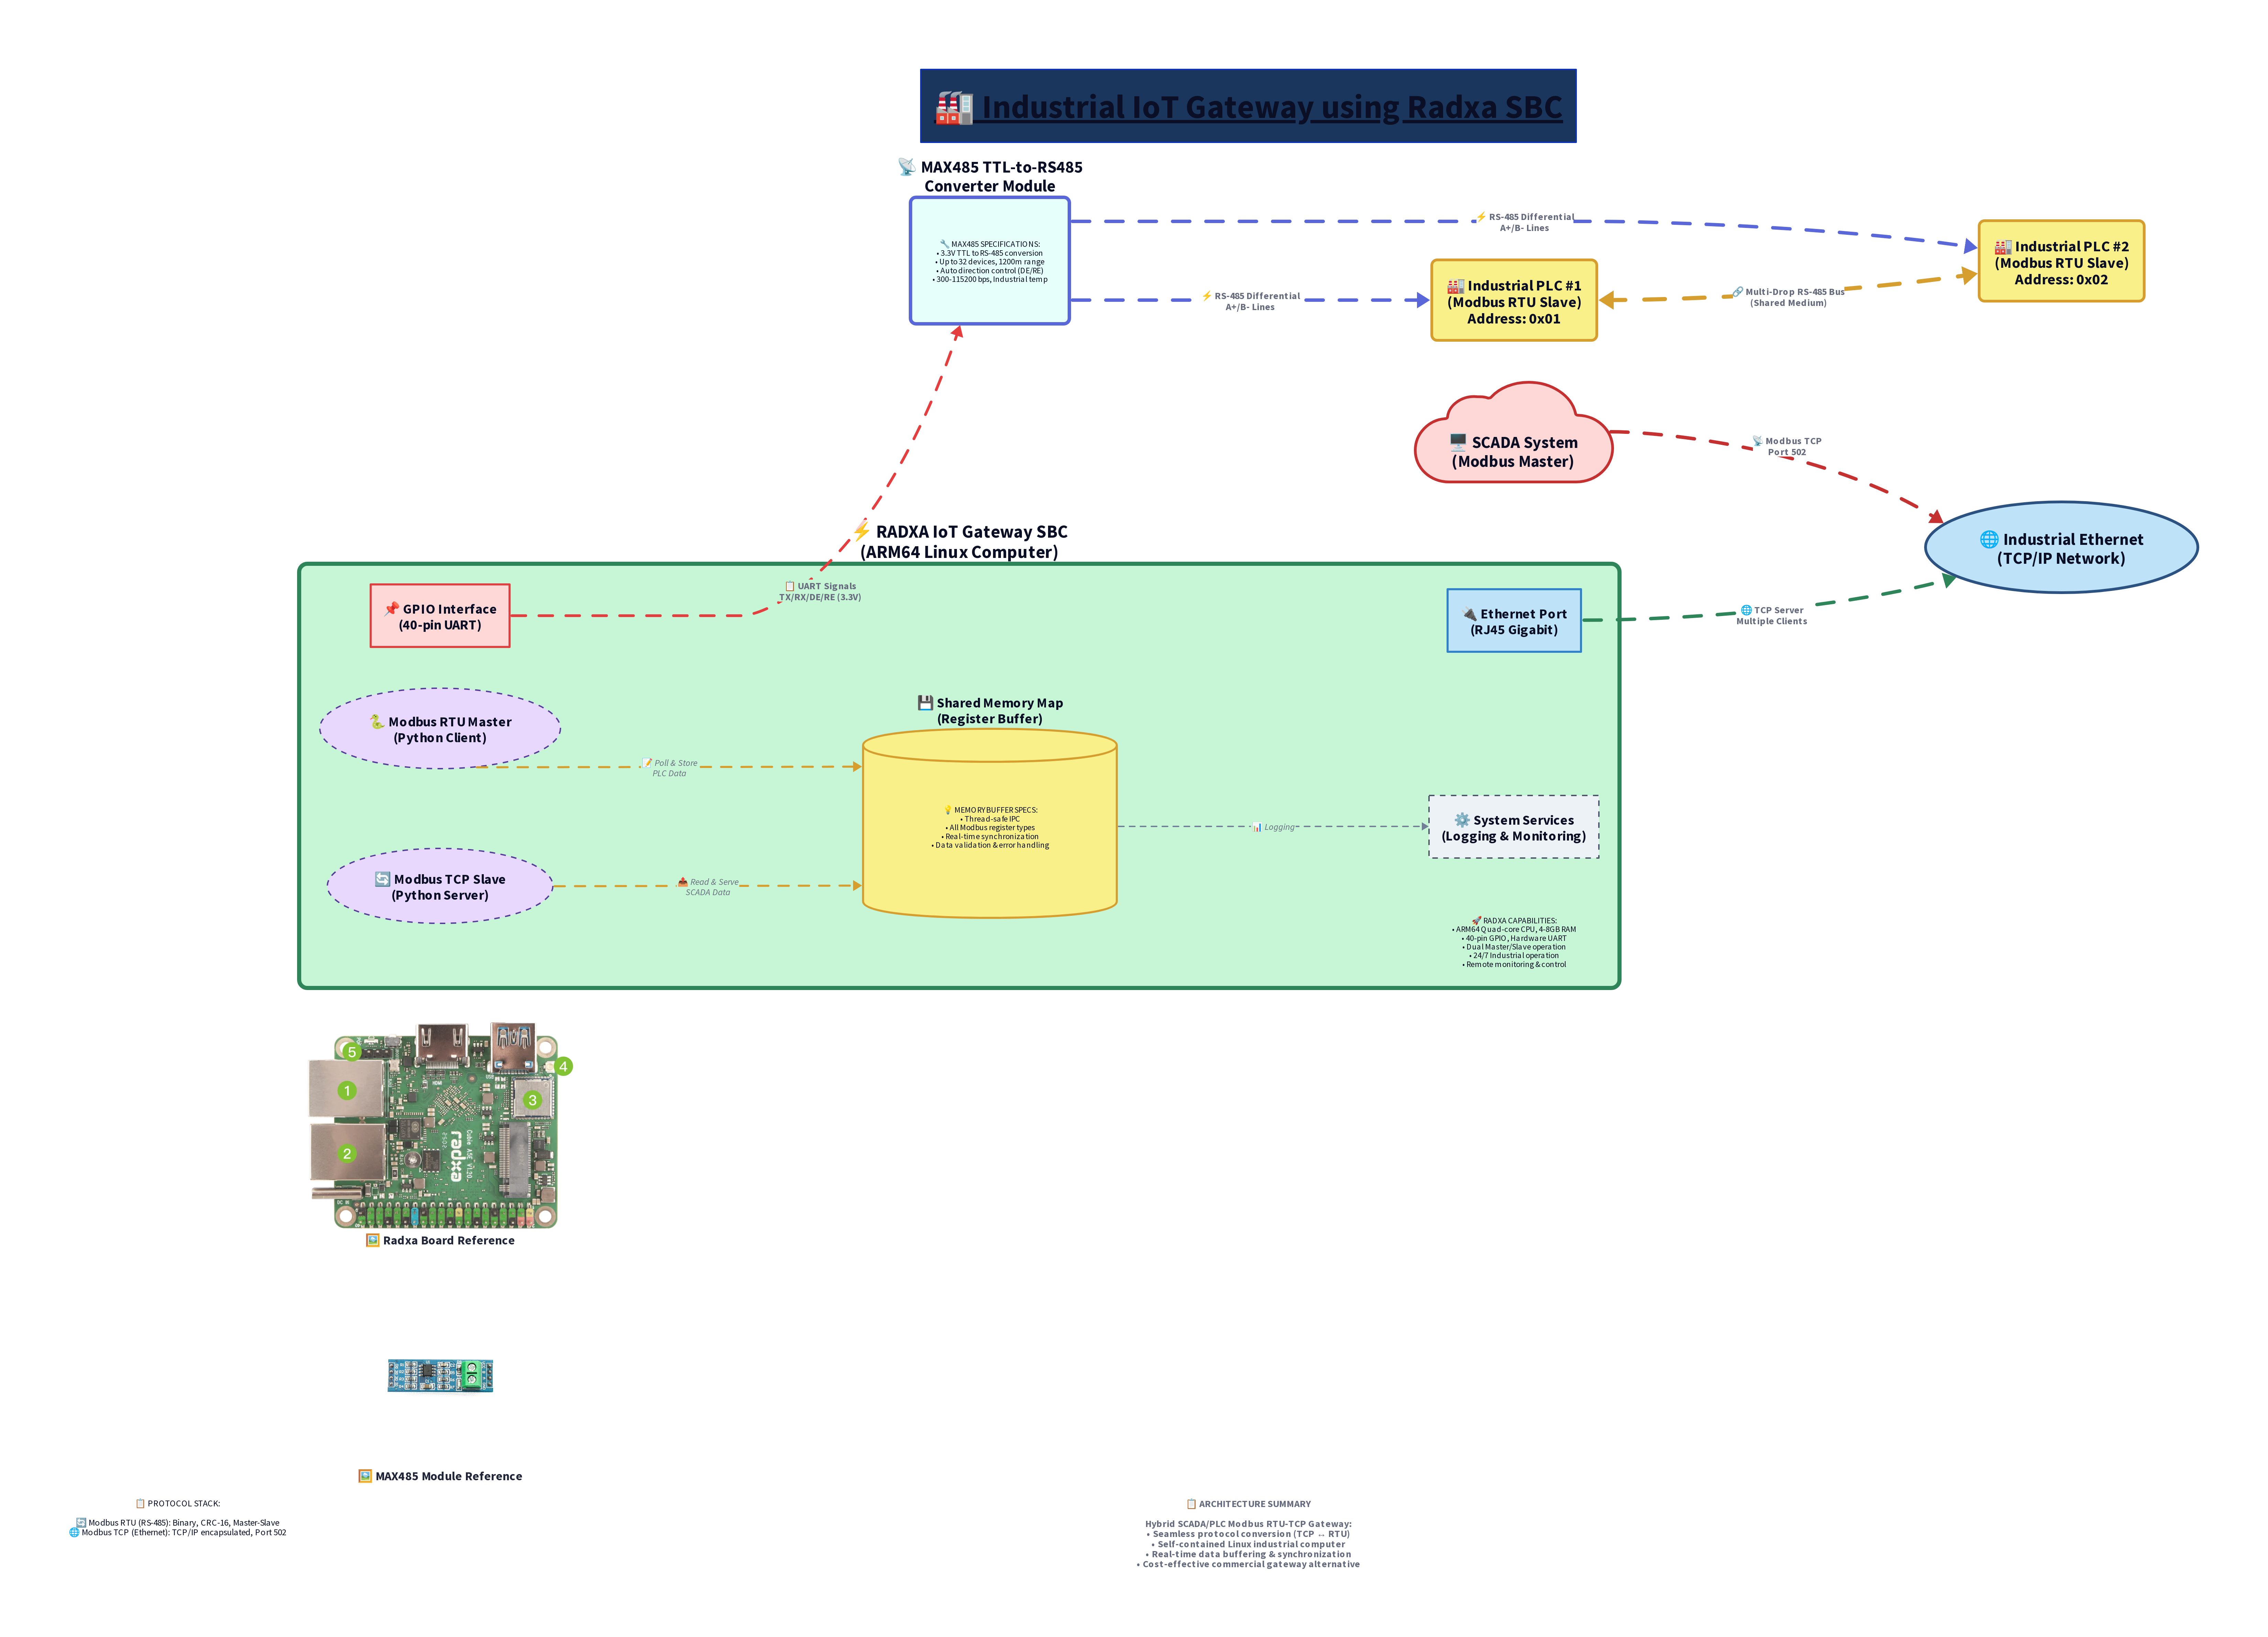 🏭 Industrial IoT Gateway using Radxa SBC
📡 MAX485 TTL-to-RS485
Converter Module
🔧 MAX485 SPECIFICATIONS:
• 3.3V TTL to RS-485 conversion
• Up to 32 devices, 1200m range
• Auto direction control (DE/RE)
• 300-115200 bps, Industrial temp
⚡ RS-485 Differential
A+/B- Lines
⚡ RS-485 Differential
A+/B- Lines
🏭 Industrial PLC #1
(Modbus RTU Slave)
Address: 0x01
🔗 Multi-Drop RS-485 Bus
(Shared Medium)
🏭 Industrial PLC #2
(Modbus RTU Slave)
Address: 0x02
🖥️ SCADA System
(Modbus Master)
📡 Modbus TCP
Port 502
🌐 Industrial Ethernet
(TCP/IP Network)
⚡ RADXA IoT Gateway SBC
(ARM64 Linux Computer)
📌 GPIO Interface
(40-pin UART)
📋 UART Signals
TX/RX/DE/RE (3.3V)
🔌 Ethernet Port
(RJ45 Gigabit)
🌐 TCP Server
Multiple Clients
🐍 Modbus RTU Master
(Python Client)
📝 Poll & Store
PLC Data
💾 Shared Memory Map
(Register Buffer)
💡 MEMORY BUFFER SPECS:
• Thread-safe IPC
• All Modbus register types
• Real-time synchronization
• Data validation & error handling
📊 Logging
⚙️ System Services
(Logging & Monitoring)
🔄 Modbus TCP Slave
(Python Server)
📤 Read & Serve
SCADA Data
🚀 RADXA CAPABILITIES:
• ARM64 Quad-core CPU, 4-8GB RAM
• 40-pin GPIO, Hardware UART
• Dual Master/Slave operation
• 24/7 Industrial operation
• Remote monitoring & control
5
4
1
3
2
HDMI
radxa
🖼️ Radxa Board Reference
🖼️ MAX485 Module Reference
📋 PROTOCOL STACK:
🔄 Modbus RTU (RS-485): Binary, CRC-16, Master-Slave
🌐 Modbus TCP (Ethernet): TCP/IP encapsulated, Port 502
📋 ARCHITECTURE SUMMARY
Hybrid SCADA/PLC Modbus RTU-TCP Gateway:
• Seamless protocol conversion (TCP ↔ RTU)
• Self-contained Linux industrial computer
• Real-time data buffering & synchronization
• Cost-effective commercial gateway alternative